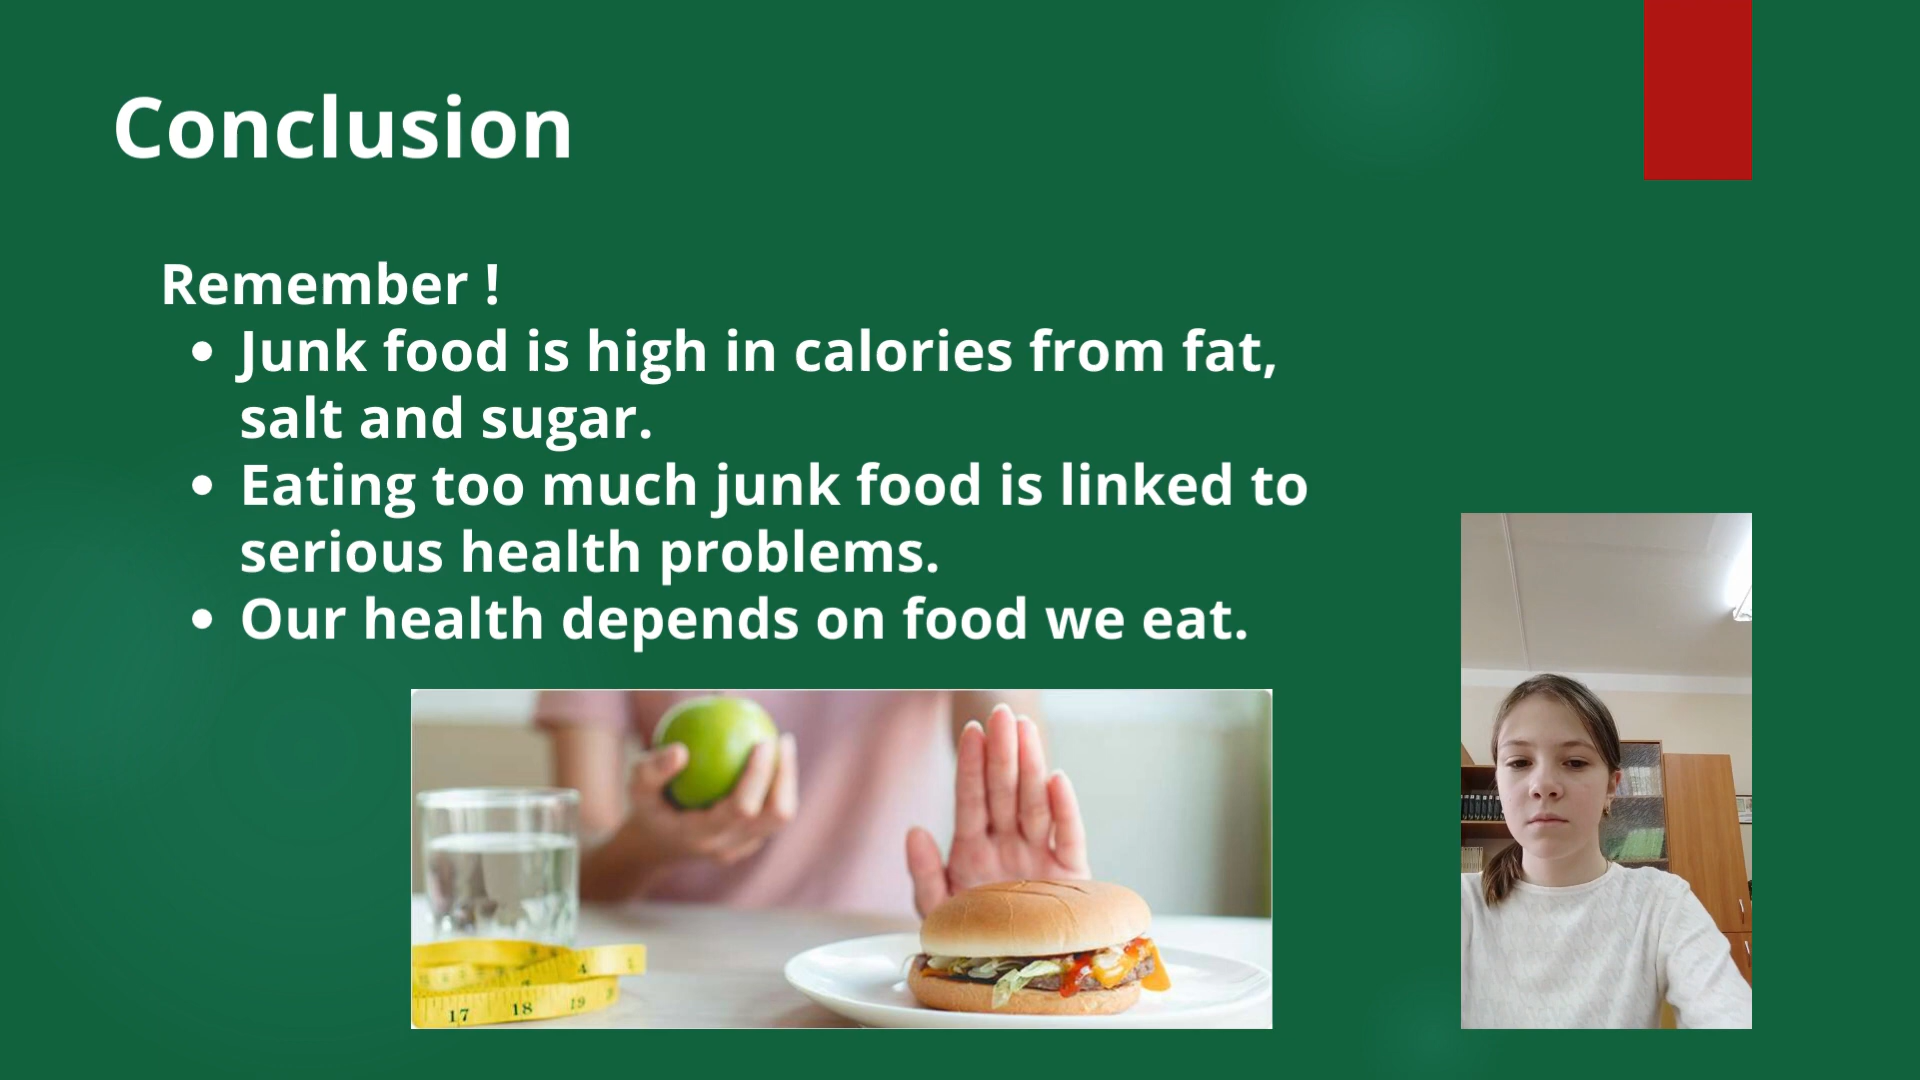 Conclusion
Remember !
• Junk food is high in calories from fat,
salt and sugar.
• Eating too much junk food is linked to
serious health problems.
• Our health depends on food we eat.
4
17 18 19